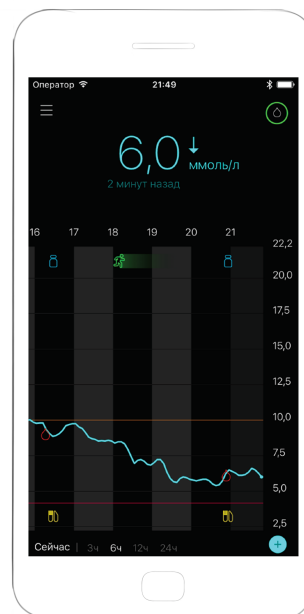 Оператор 21:49
6,0 ммоль/л
2 минут назад
16 17 18 19 20 21
22,2
20,0
17,5
15,0
12,5
10,0
7,5
5,0
2,5
Сейчас | 3ч 6ч 12ч 24ч